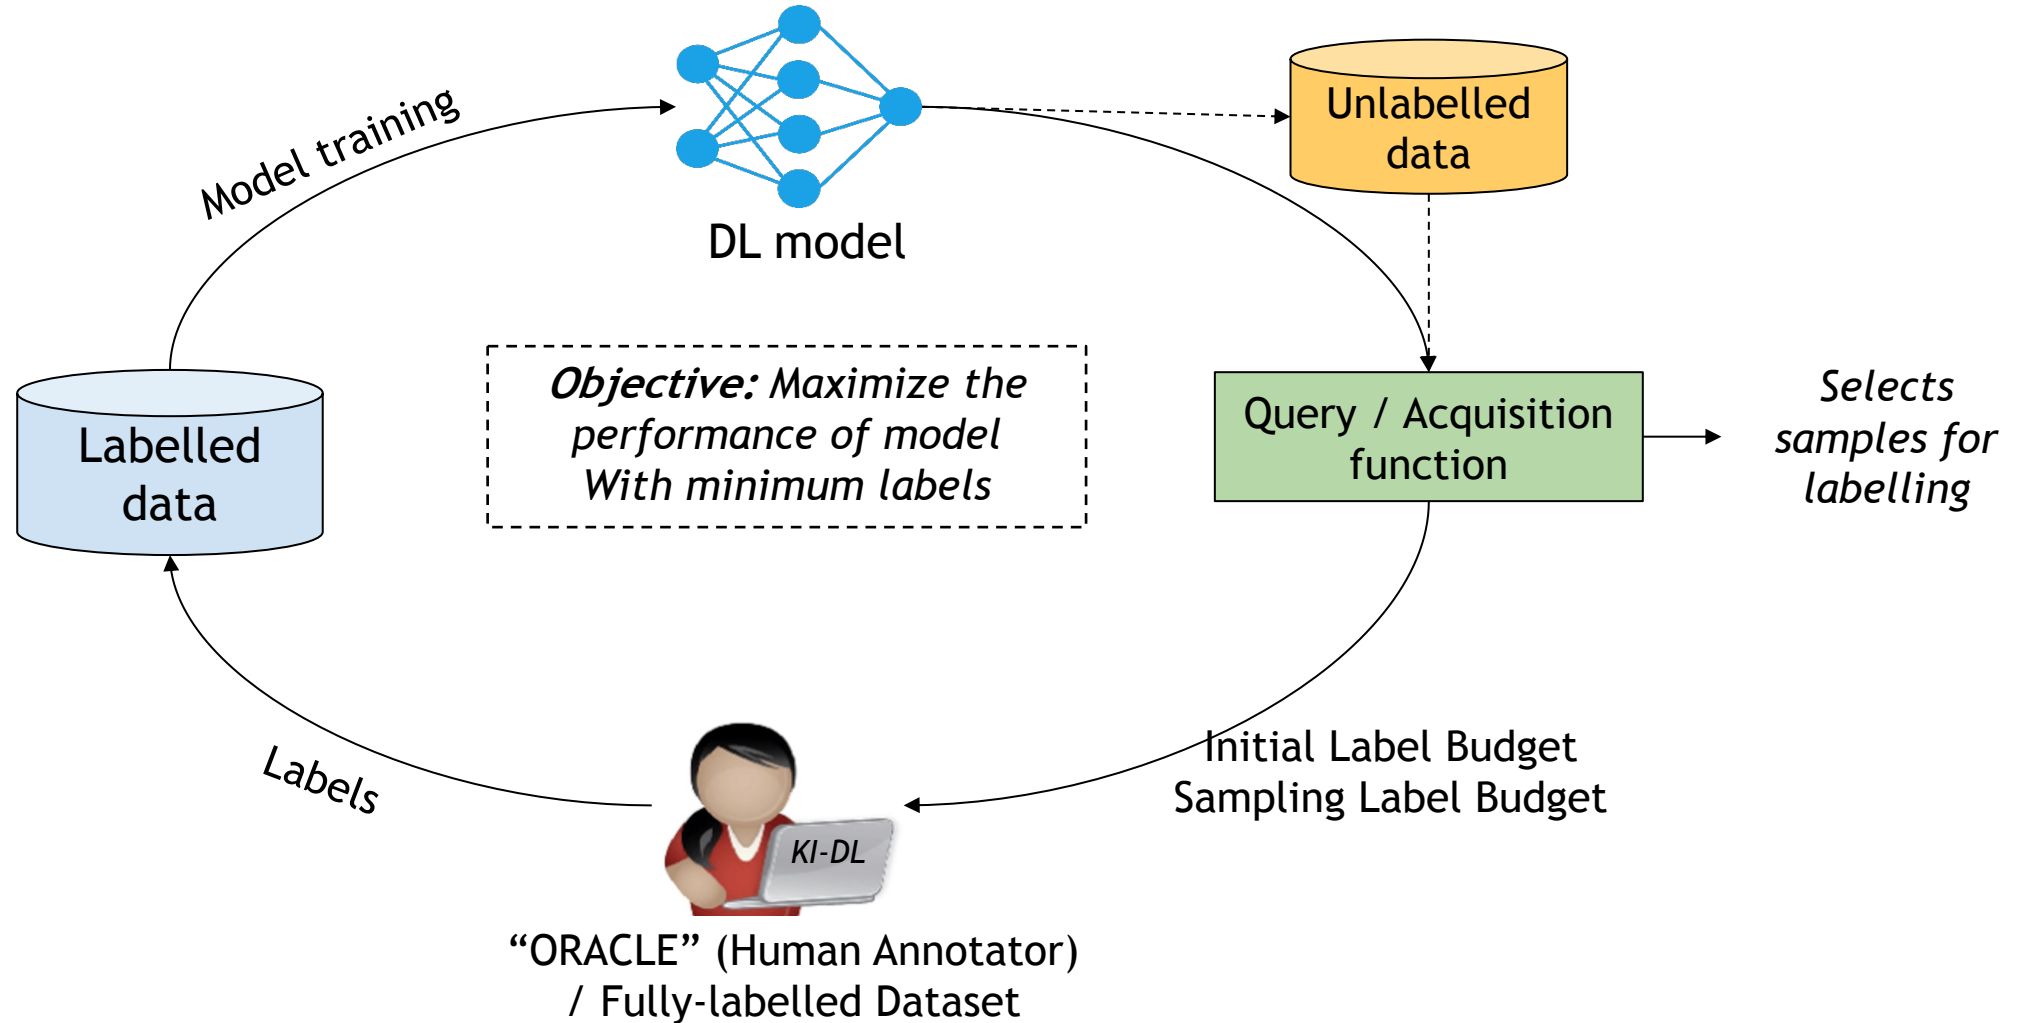 Model training
DL model
Unlabelled
data
Labelled
data
Objective: Maximize the
performance of model
With minimum labels
Query / Acquisition
function
Selects
samples for
labelling
Labels
Initial Label Budget
Sampling Label Budget
KI-DL
“ORACLE” (Human Annotator)
/ Fully-labelled Dataset